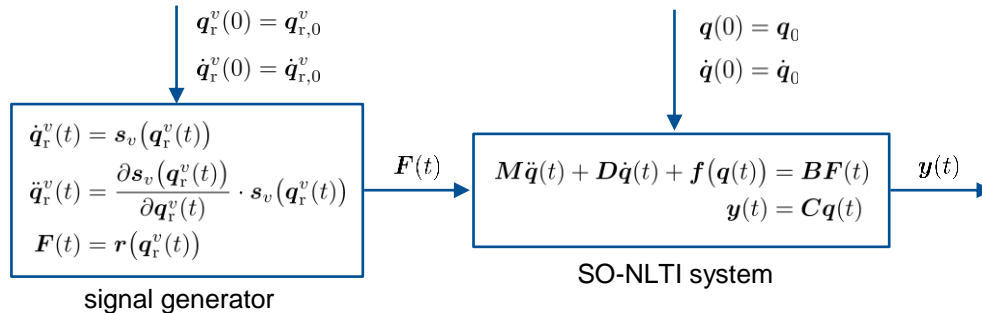 q_r^v(0) = q_{r,0}^v
q̇_r^v(0) = q̇_{r,0}^v
q(0) = q_0
q̇(0) = q̇_0
q̇_r^v(t) = s_v(q_r^v(t))
q̈_r^v(t) = ∂s_v(q_r^v(t)) / ∂q_r^v(t) · s_v(q_r^v(t))
F(t) = r(q_r^v(t))
F(t)
Mq̈(t) + Dq̇(t) + f(q(t)) = BF(t)
y(t) = Cq(t)
y(t)
signal generator
SO-NLTI system